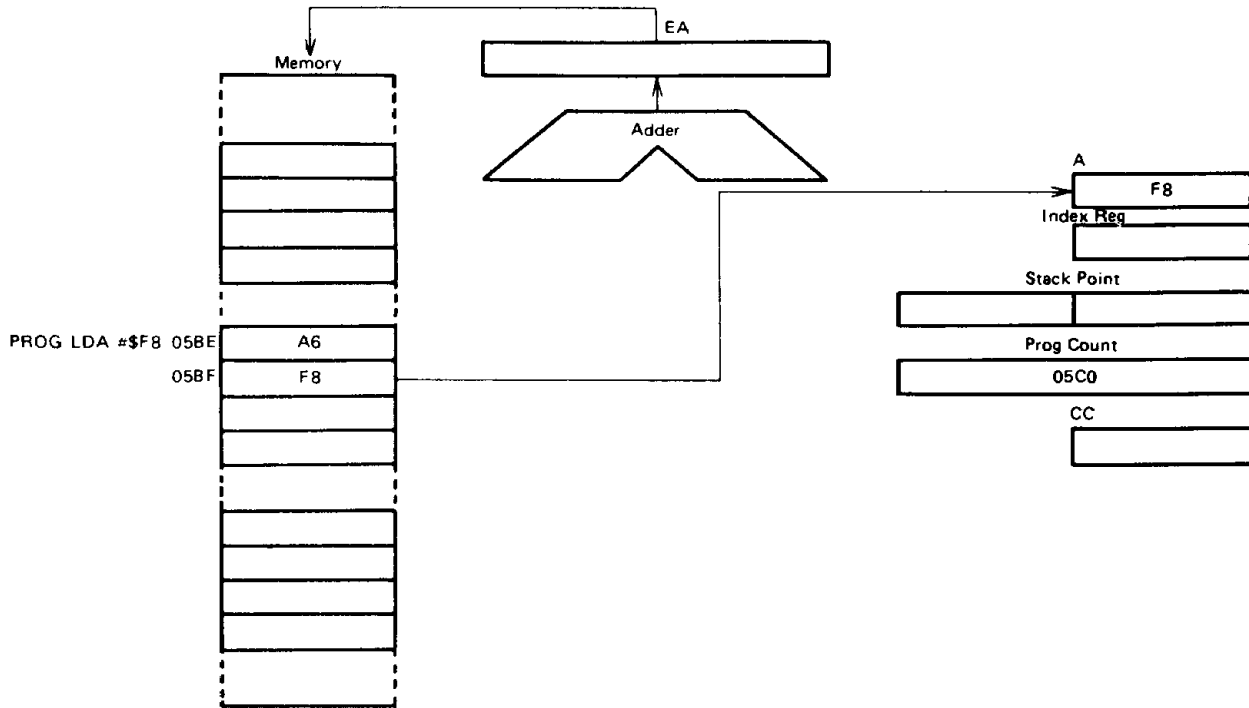 EA
Memory
Adder
A
F8
Index Reg
Stack Point
PROG LDA #$F8 05BE A6
Prog Count
05BF F8
05C0
CC